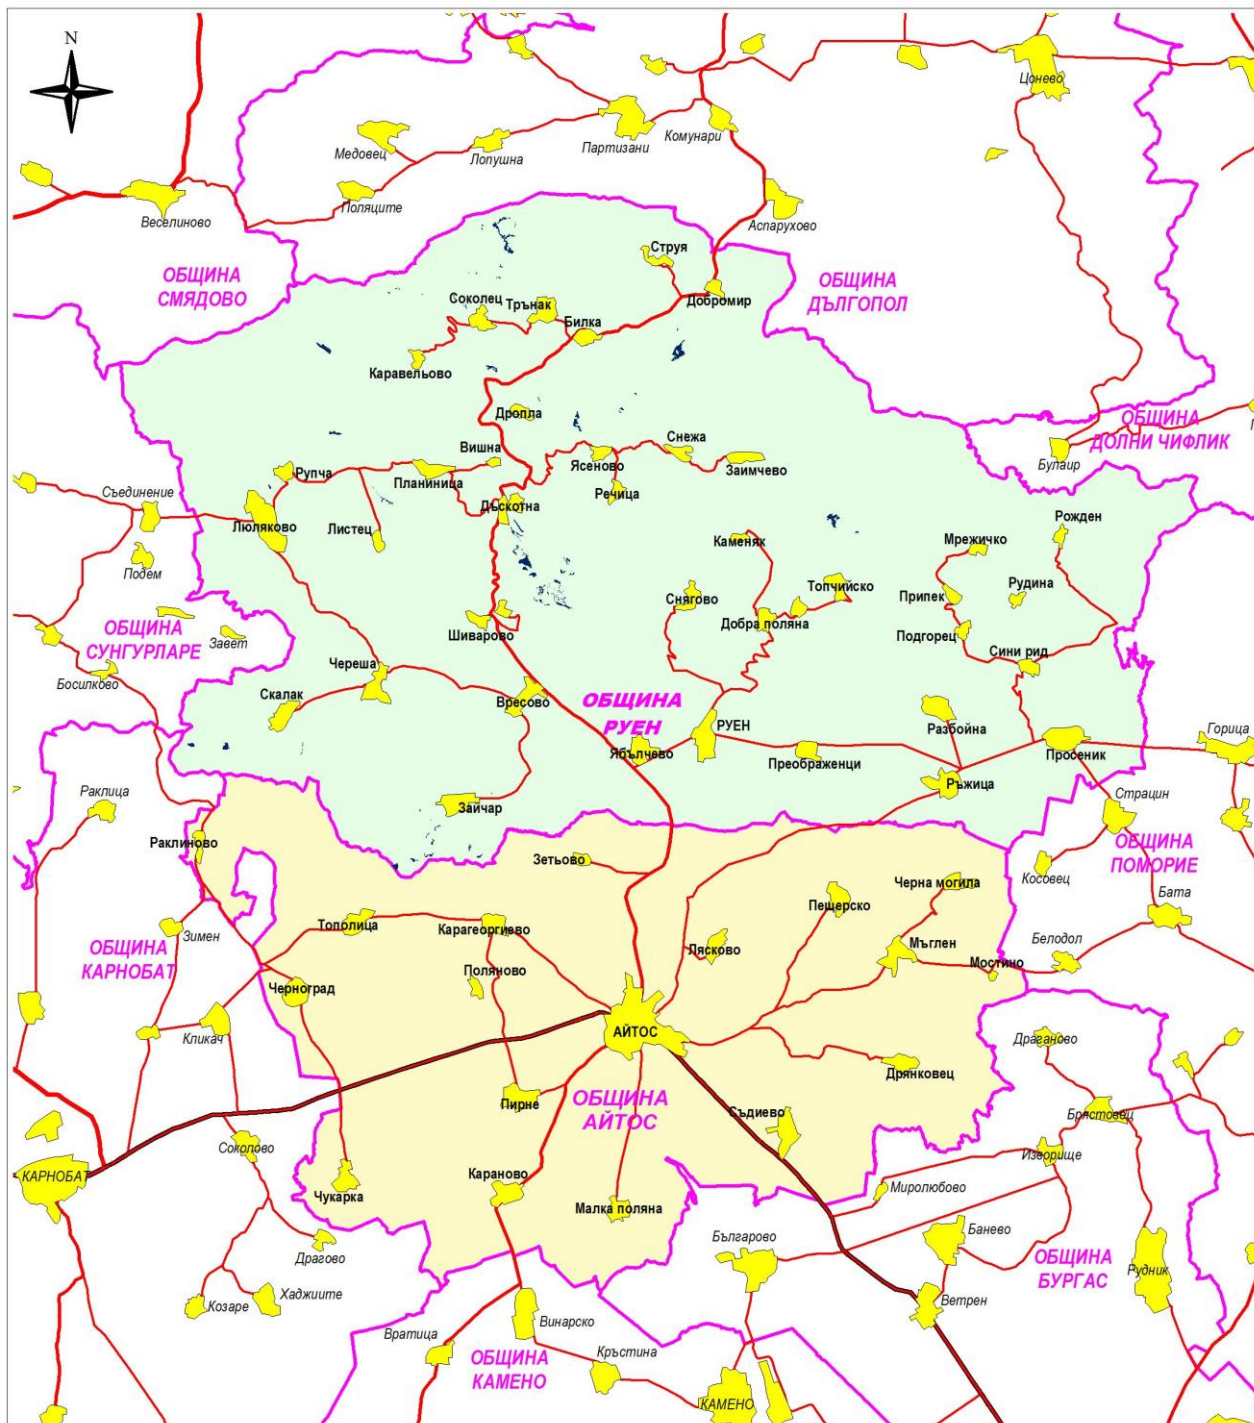 N
Цонево
Партизани
Комунари
Медовец
Лопушна
Поляците
Веселиново
Аспарухово
Струя
ОБЩИНА
СМЯДОВО
ОБЩИНА
ДЪЛГОПОЛ
Добромир
Соколец
Трънак
Билка
Каравельово
Дропла
ОБЩИНА
ДОЛНИ ЧИФЛИК
Булаир
Вишна
Снежа
Ясеново
Заимчево
Рупча
Планиница
Речица
Съединение
Люляково
Листец
Дъскотна
Рожден
Каменяк
Мрежичко
Подем
Топчийско
Рудина
Снягово
Припек
Добра поляна
Шиварово
Подгорец
ОБЩИНА
СУНГУРЛАРЕ
Завет
Сини рид
Череша
Босилково
Скалак
Вресово
ОБЩИНА
РУЕН
РУЕН
Разбойна
Горица
Ябълчево
Преображенци
Просеник
Ръжица
Страцин
Раклица
Зайчар
Раклиново
ОБЩИНА
ПОМОРИЕ
Зетьово
Косовец
Черна могила
Пещерско
Бата
Тополица
Карагеоргиево
Зимен
ОБЩИНА
КАРНОБАТ
Лясково
Мъглен
Белодол
Мостино
Поляново
Черноград
Кликач
АЙТОС
Драганово
Дрянковец
Пирне
ОБЩИНА
АЙТОС
Съдиево
Брястовец
Соколово
Изворище
КАРНОБАТ
Караново
Миролюбово
Чукарка
Малка поляна
Банево
Българово
Драгово
ОБЩИНА
БУРГАС
Рудник
Хаджиите
Козаре
Ветрен
Винарско
Вратица
ОБЩИНА
КАМЕНО
Кръстина
КАМЕНО